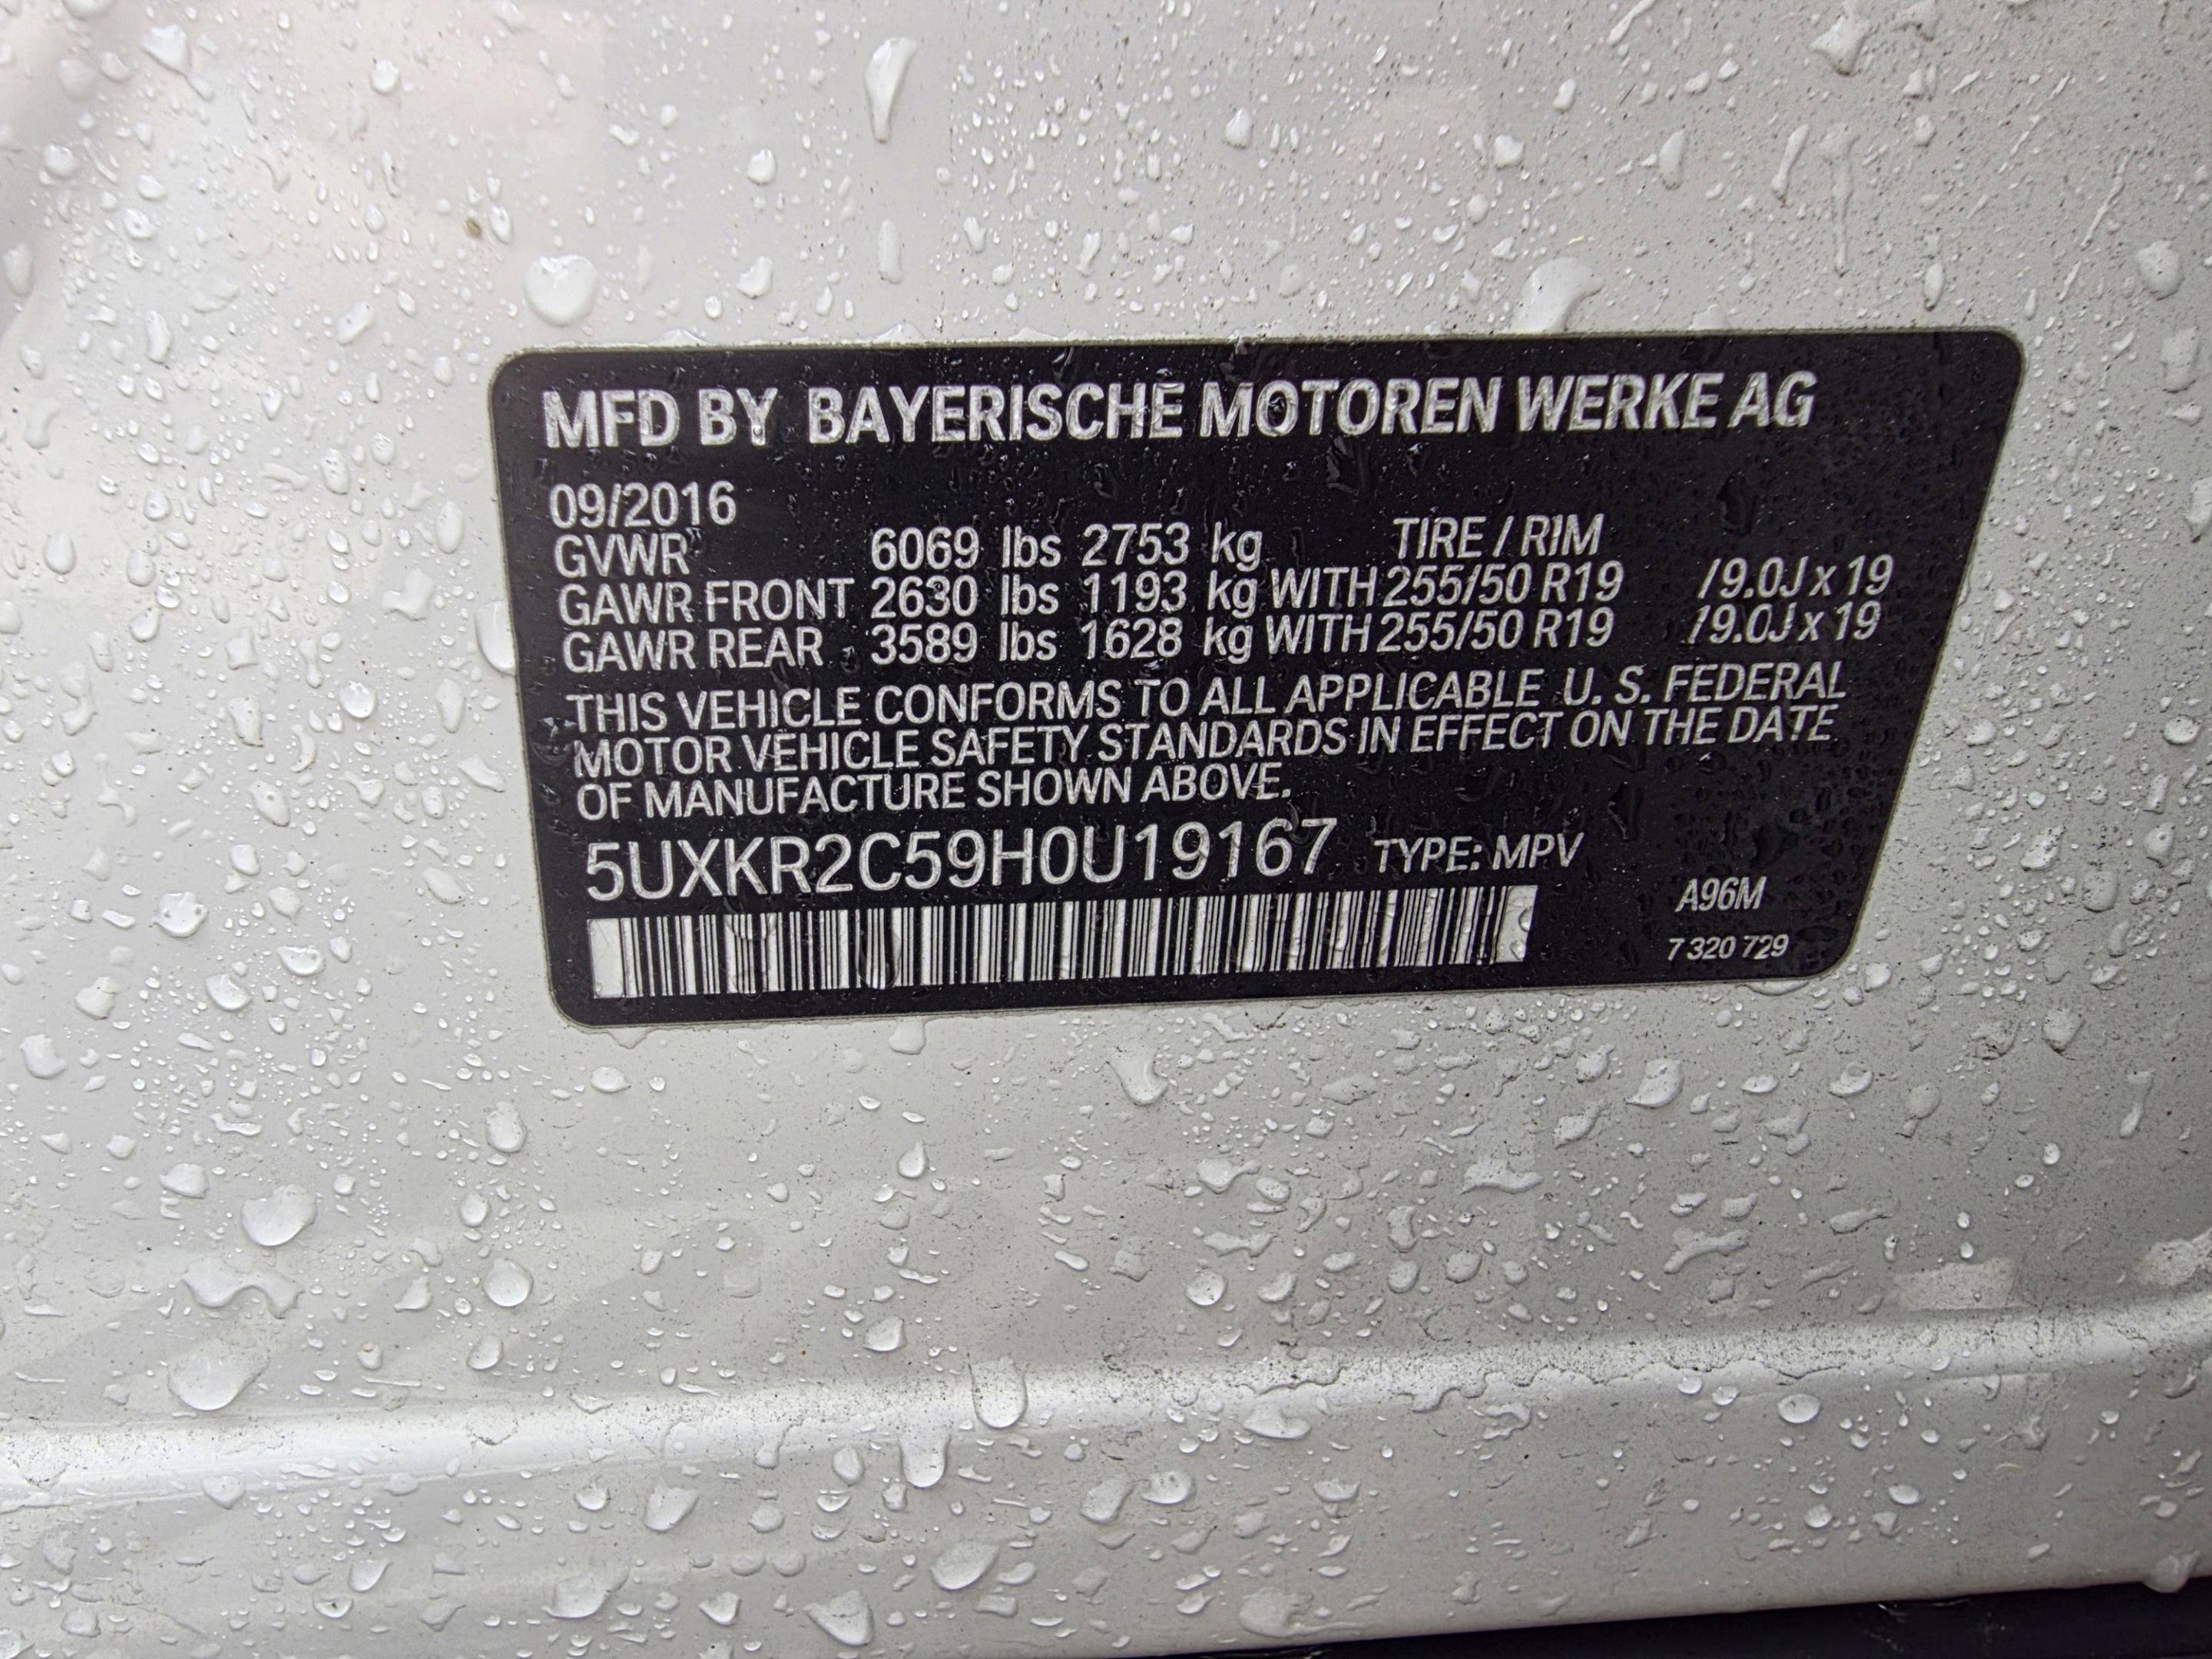 MFD BY BAYERISCHE MOTOREN WERKE AG
09/2016
GVWR 6069 lbs 2753 kg TIRE / RIM
GAWR FRONT 2630 lbs 1193 kg WITH 255/50 R19 /9.0J x 19
GAWR REAR 3589 lbs 1628 kg WITH 255/50 R19 /9.0J x 19
THIS VEHICLE CONFORMS TO ALL APPLICABLE U. S. FEDERAL
MOTOR VEHICLE SAFETY STANDARDS IN EFFECT ON THE DATE
OF MANUFACTURE SHOWN ABOVE.
5UXKR2C59H0U19167 TYPE: MPV
A96M
7 320 729